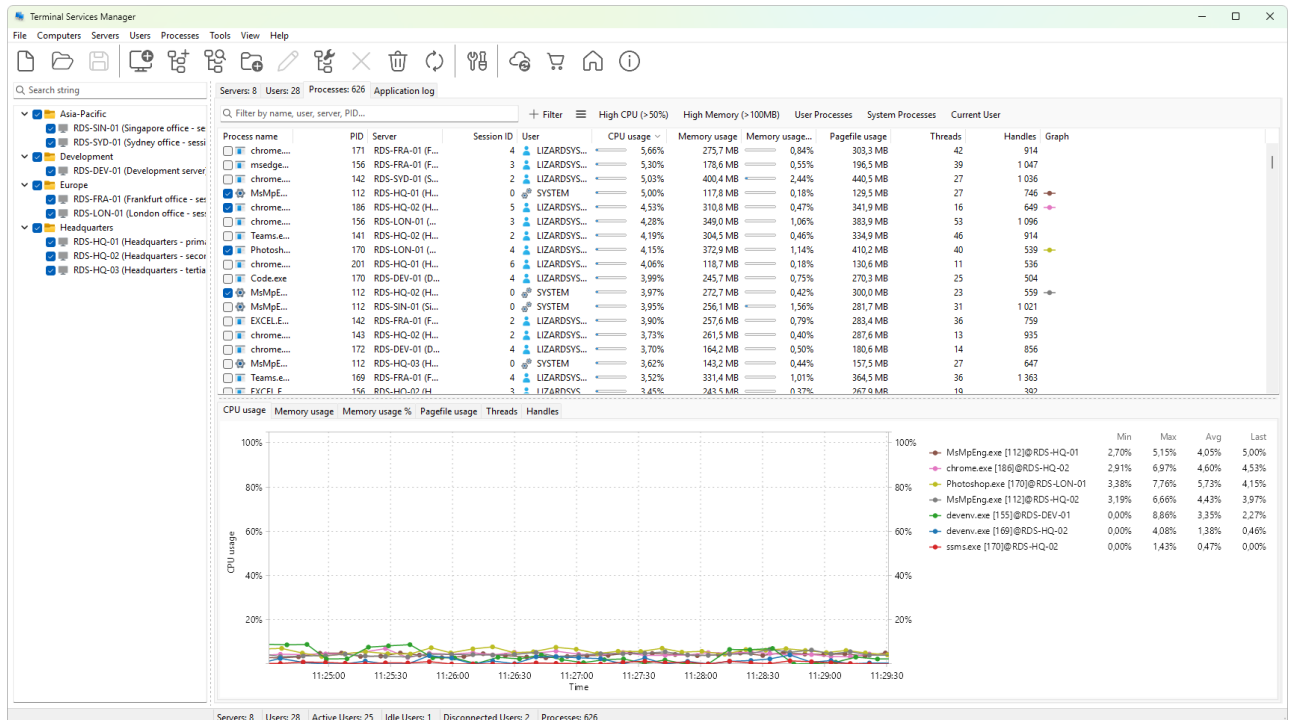 Terminal Services Manager
File Computers Servers Users Processes Tools View Help
Search string
Asia-Pacific
RDS-SIN-01 (Singapore office - se
RDS-SYD-01 (Sydney office - sessi
Development
RDS-DEV-01 (Development server
Europe
RDS-FRA-01 (Frankfurt office - ses
RDS-LON-01 (London office - sess
Headquarters
RDS-HQ-01 (Headquarters - prima
RDS-HQ-02 (Headquarters - secon
RDS-HQ-03 (Headquarters - tertia
Servers: 8 Users: 28 Processes: 626 Application log
Filter by name, user, server, PID... Filter High CPU (>50%) High Memory (>100MB) User Processes System Processes Current User
Process name PID Server Session ID User CPU usage Memory usage Memory usage... Pagefile usage Threads Handles Graph
chrome.... 171 RDS-FRA-01 (F... 4 LIZARDSYS... 5,66% 275,7 MB 0,84% 303,3 MB 42 914
msedge... 156 RDS-FRA-01 (F... 3 LIZARDSYS... 5,30% 178,6 MB 0,55% 196,5 MB 39 1 047
chrome.... 142 RDS-SYD-01 (S... 2 LIZARDSYS... 5,03% 400,4 MB 2,44% 440,5 MB 27 1 036
MsMpE... 112 RDS-HQ-01 (H... 0 SYSTEM 5,00% 117,8 MB 0,18% 129,5 MB 27 746
chrome.... 186 RDS-HQ-02 (H... 5 LIZARDSYS... 4,53% 310,8 MB 0,47% 341,9 MB 16 649
chrome.... 156 RDS-LON-01 (... 3 LIZARDSYS... 4,28% 349,0 MB 1,06% 383,9 MB 53 1 096
Teams.e... 141 RDS-HQ-02 (H... 2 LIZARDSYS... 4,19% 304,5 MB 0,46% 334,9 MB 46 914
Photosh... 170 RDS-LON-01 (... 4 LIZARDSYS... 4,15% 372,9 MB 1,14% 410,2 MB 40 539
chrome.... 201 RDS-HQ-01 (H... 6 LIZARDSYS... 4,06% 118,7 MB 0,18% 130,6 MB 11 536
Code.exe 170 RDS-DEV-01 (D... 4 LIZARDSYS... 3,99% 245,7 MB 0,75% 270,3 MB 25 504
MsMpE... 112 RDS-HQ-02 (H... 0 SYSTEM 3,97% 272,7 MB 0,42% 300,0 MB 23 559
MsMpE... 112 RDS-SIN-01 (Si... 0 SYSTEM 3,95% 256,1 MB 1,56% 281,7 MB 31 1 021
EXCEL.E... 142 RDS-FRA-01 (F... 2 LIZARDSYS... 3,90% 257,6 MB 0,79% 283,4 MB 36 759
chrome.... 143 RDS-HQ-02 (H... 2 LIZARDSYS... 3,73% 261,5 MB 0,40% 287,6 MB 13 935
chrome.... 172 RDS-DEV-01 (D... 4 LIZARDSYS... 3,70% 164,2 MB 0,50% 180,6 MB 14 856
MsMpE... 112 RDS-HQ-03 (H... 0 SYSTEM 3,62% 143,2 MB 0,44% 157,5 MB 27 647
Teams.e... 169 RDS-FRA-01 (F... 4 LIZARDSYS... 3,52% 331,4 MB 1,01% 364,5 MB 36 1 363
EXCEL.E... 156 RDS-HQ-02 (H... 3 LIZARDSYS... 3,45% 243,5 MB 0,37% 267,9 MB 19 392
CPU usage Memory usage Memory usage % Pagefile usage Threads Handles
100% 100%
80% 80%
60% 60%
40% 40%
20% 20%
CPU usage
11:25:00 11:25:30 11:26:00 11:26:30 11:27:00 11:27:30 11:28:00 11:28:30 11:29:00 11:29:30
Time
Min Max Avg Last
MsMpEng.exe [112]@RDS-HQ-01 2,70% 5,15% 4,05% 5,00%
chrome.exe [186]@RDS-HQ-02 2,91% 6,97% 4,60% 4,53%
Photoshop.exe [170]@RDS-LON-01 3,38% 7,76% 5,73% 4,15%
MsMpEng.exe [112]@RDS-HQ-02 3,19% 6,66% 4,43% 3,97%
devenv.exe [155]@RDS-DEV-01 0,00% 8,86% 3,35% 2,27%
devenv.exe [169]@RDS-HQ-02 0,00% 4,08% 1,38% 0,46%
ssms.exe [170]@RDS-HQ-02 0,00% 1,43% 0,47% 0,00%
Servers: 8 Users: 28 Active Users: 25 Idle Users: 1 Disconnected Users: 2 Processes: 626